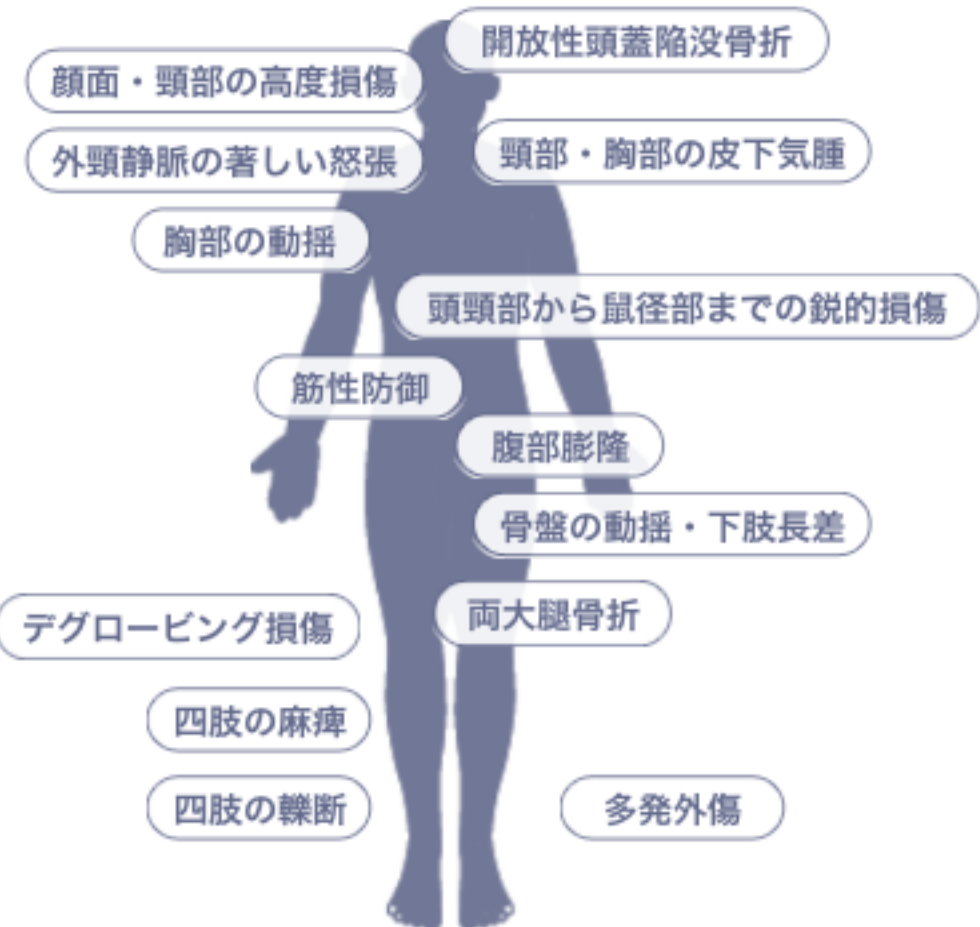 開放性頭蓋陥没骨折
顔面・頸部の高度損傷
外頸静脈の著しい怒張
頸部・胸部の皮下気腫
胸部の動揺
頭頸部から鼠径部までの鋭的損傷
筋性防御
腹部膨隆
骨盤の動揺・下肢長差
両大腿骨折
デグロービング損傷
四肢の麻痺
四肢の轢断
多発外傷